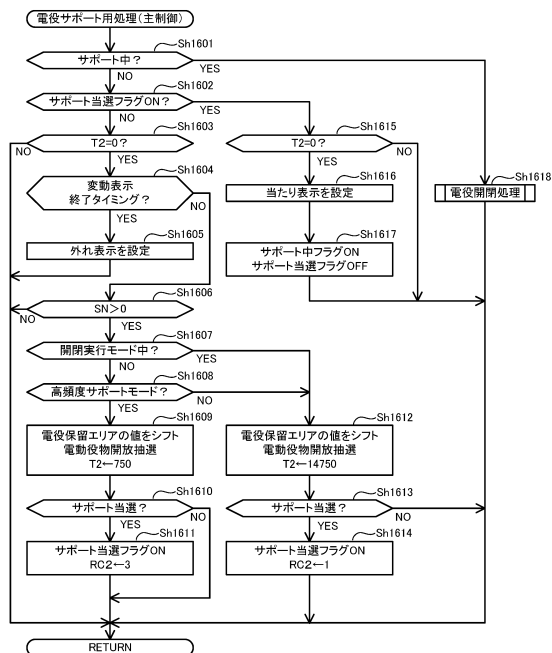 電役サポート用処理(主制御)
Sh1601
サポート中?
NO
YES
Sh1602
サポート当選フラグON?
NO
YES
Sh1603
T2=0?
NO
YES
Sh1615
T2=0?
YES
NO
Sh1604
変動表示
終了タイミング?
NO
YES
Sh1616
当たり表示を設定
Sh1618
電役開閉処理
Sh1605
外れ表示を設定
Sh1617
サポート中フラグON
サポート当選フラグOFF
Sh1606
SN>0
NO
YES
Sh1607
開閉実行モード中?
YES
NO
Sh1608
高頻度サポートモード?
YES
NO
Sh1609
電役保留エリアの値をシフト
電動役物開放抽選
T2←750
Sh1612
電役保留エリアの値をシフト
電動役物開放抽選
T2←14750
Sh1610
サポート当選?
YES
NO
Sh1613
サポート当選?
YES
NO
Sh1611
サポート当選フラグON
RC2←3
Sh1614
サポート当選フラグON
RC2←1
RETURN